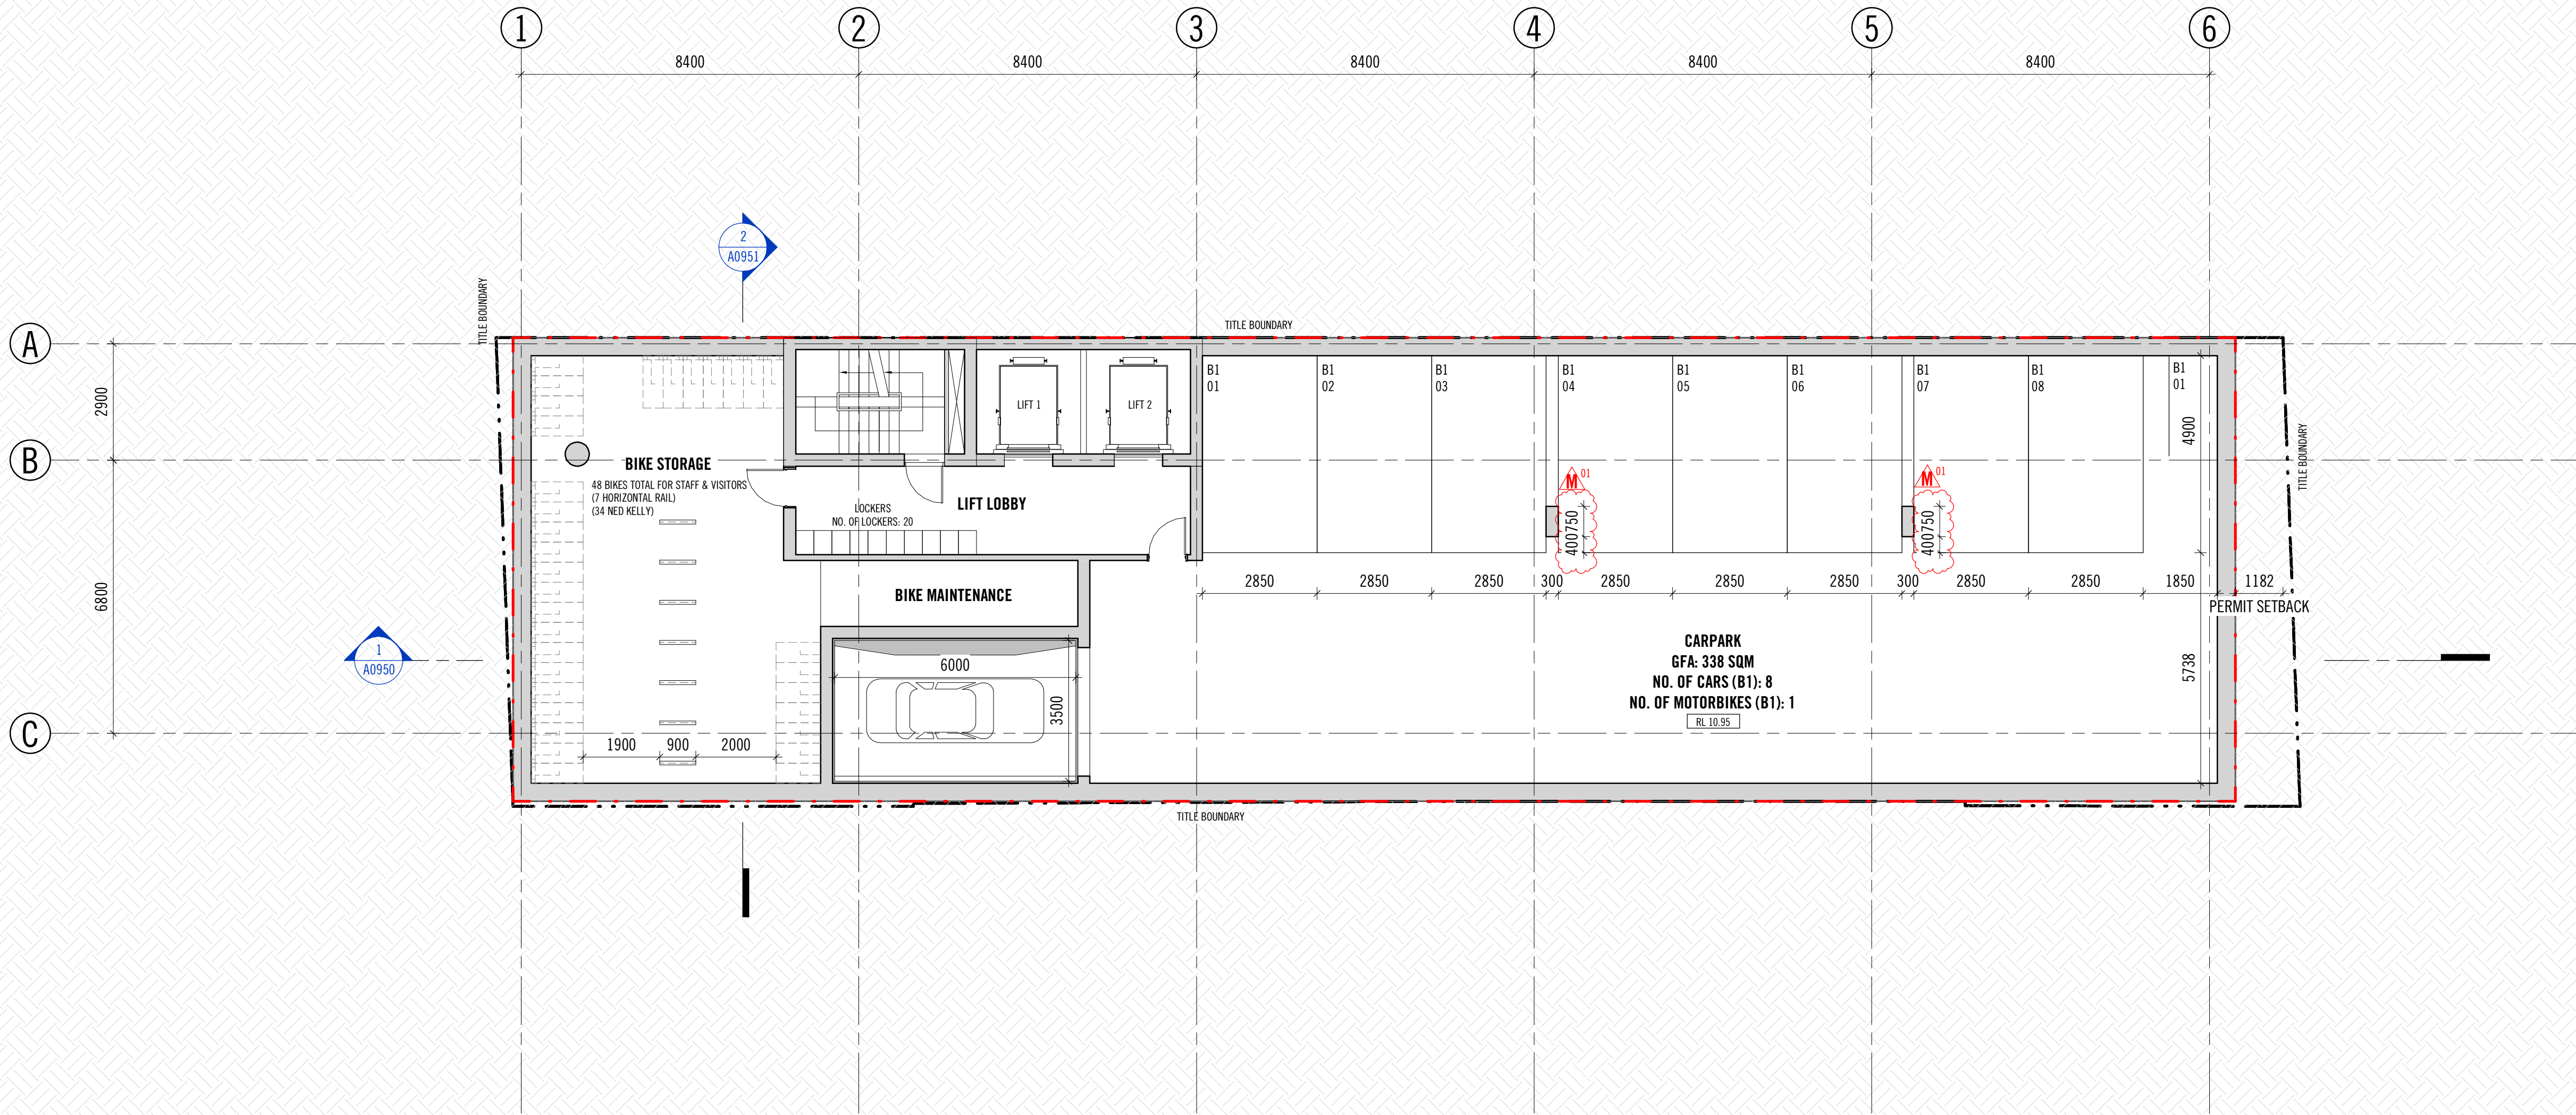 1
2
3
4
5
6
8400
8400
8400
8400
8400
2
A0951
TITLE BOUNDARY
TITLE BOUNDARY
A
B
C
2900
6800
B1
01
B1
02
B1
03
B1
04
B1
05
B1
06
B1
07
B1
08
B1
01
LIFT 1
LIFT 2
4900
TITLE BOUNDARY
BIKE STORAGE
48 BIKES TOTAL FOR STAFF & VISITORS
(7 HORIZONTAL RAIL)
(34 NED KELLY)
LOCKERS
NO. OF LOCKERS: 20
LIFT LOBBY
M 01
M 01
400750
400750
2850
2850
2850
300
2850
2850
2850
300
2850
2850
1850
1182
BIKE MAINTENANCE
PERMIT SETBACK
1
A0950
6000
3500
CARPARK
GFA: 338 SQM
NO. OF CARS (B1): 8
NO. OF MOTORBIKES (B1): 1
RL 10.95
5738
1900
900
2000
TITLE BOUNDARY